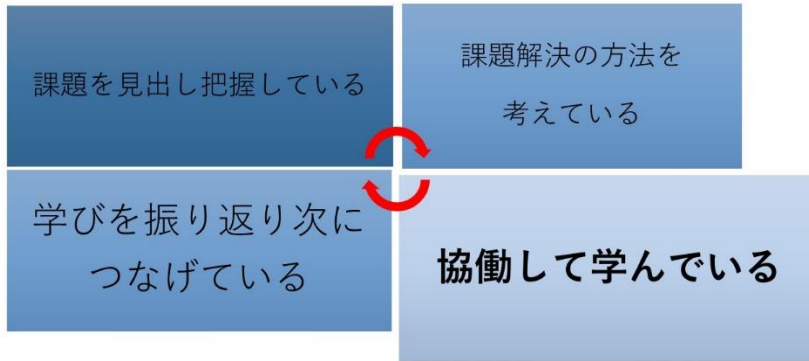 課題を見出し把握している
課題解決の方法を
考えている
学びを振り返り次に
つなげている
協働して学んでいる